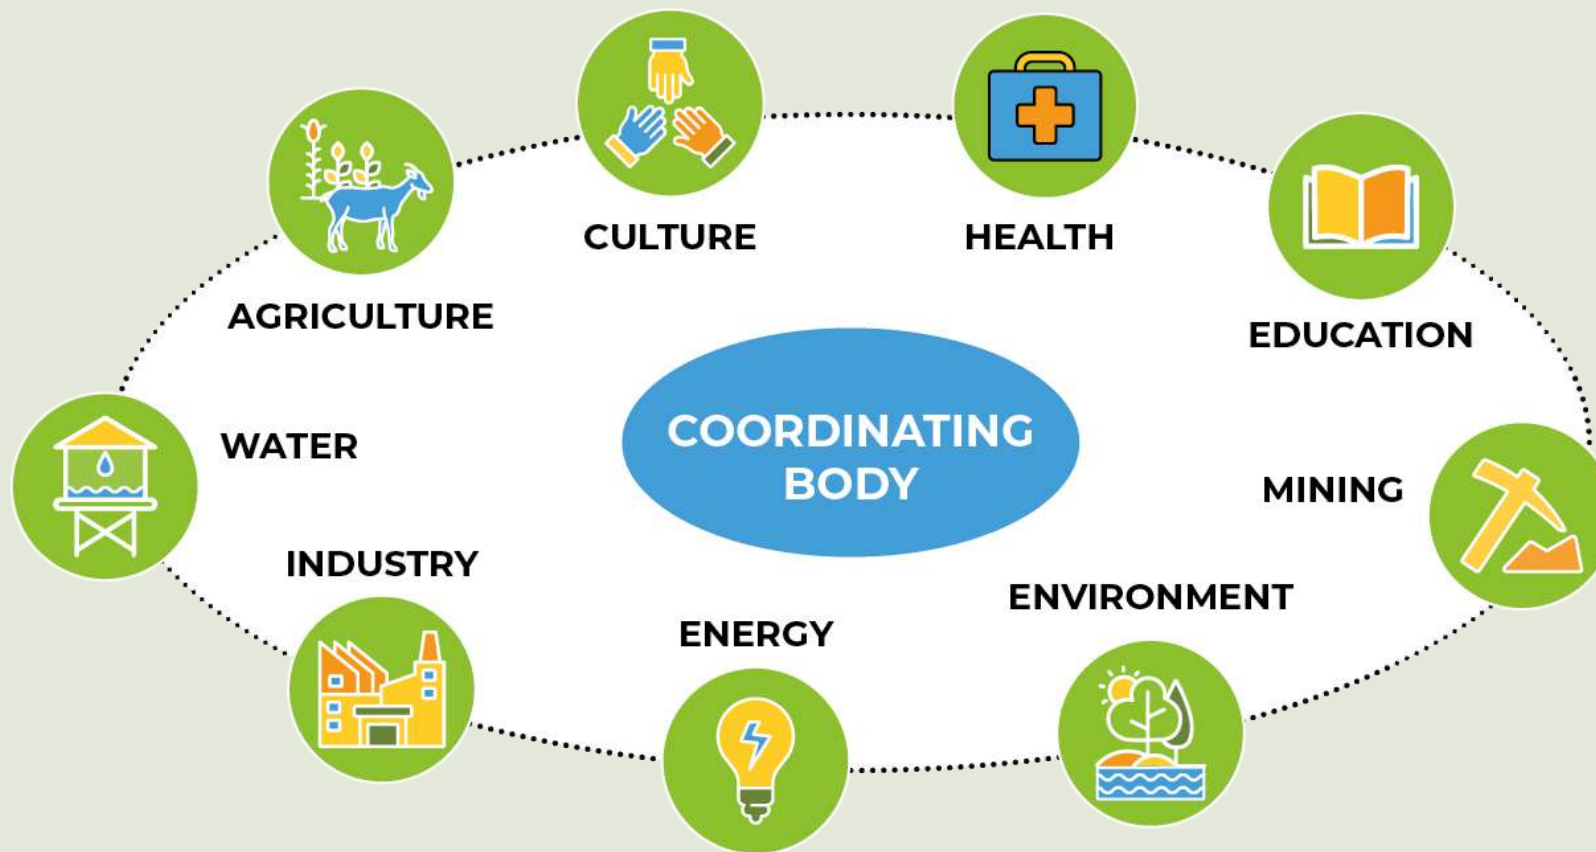 CULTURE
HEALTH
AGRICULTURE
EDUCATION
COORDINATING
BODY
WATER
MINING
INDUSTRY
ENVIRONMENT
ENERGY